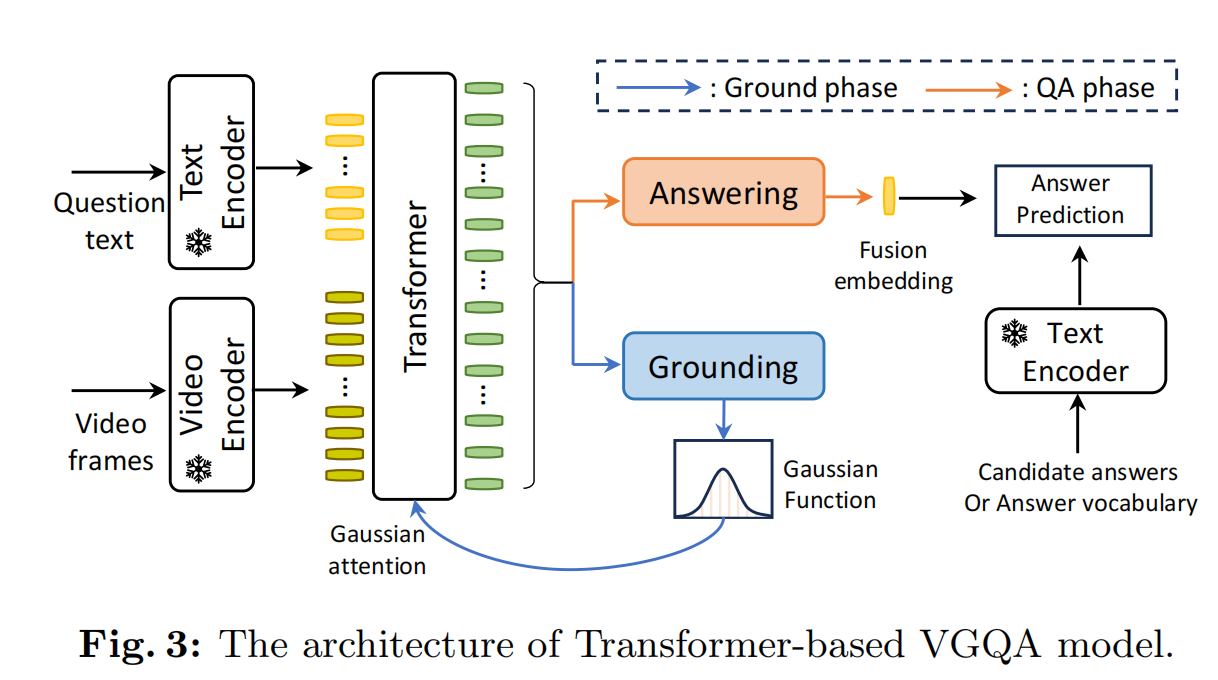 : Ground phase
: QA phase
Text
Encoder
Question
text
Video
Encoder
Video
frames
Transformer
Gaussian
attention
Answering
Grounding
Gaussian
Function
Fusion
embedding
Answer
Prediction
Text
Encoder
Candidate answers
Or Answer vocabulary
Fig. 3: The architecture of Transformer-based VGQA model.